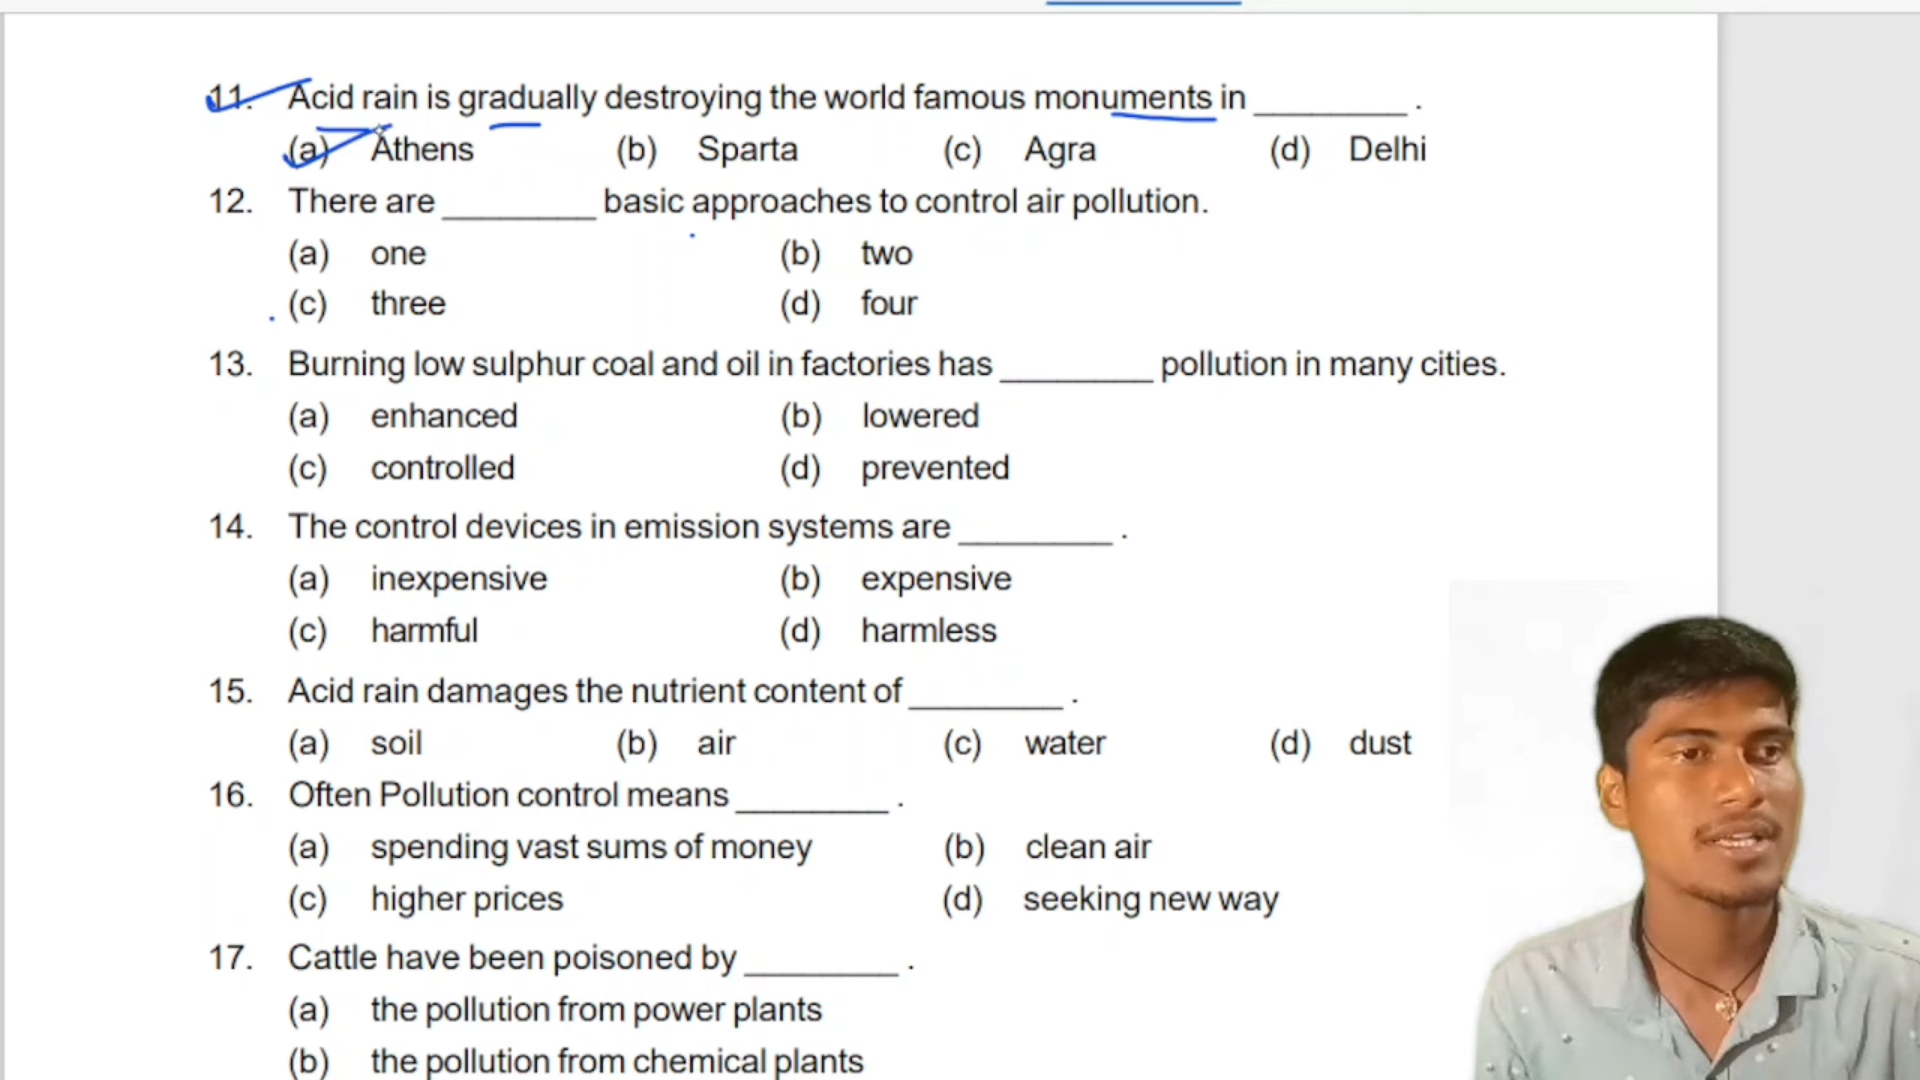 11. Acid rain is gradually destroying the world famous monuments in ________ .
(a) Athens (b) Sparta (c) Agra (d) Delhi
12. There are ________ basic approaches to control air pollution.
(a) one (b) two
(c) three (d) four
13. Burning low sulphur coal and oil in factories has ________ pollution in many cities.
(a) enhanced (b) lowered
(c) controlled (d) prevented
14. The control devices in emission systems are ________ .
(a) inexpensive (b) expensive
(c) harmful (d) harmless
15. Acid rain damages the nutrient content of ________ .
(a) soil (b) air (c) water (d) dust
16. Often Pollution control means ________ .
(a) spending vast sums of money (b) clean air
(c) higher prices (d) seeking new way
17. Cattle have been poisoned by ________ .
(a) the pollution from power plants
(b) the pollution from chemical plants